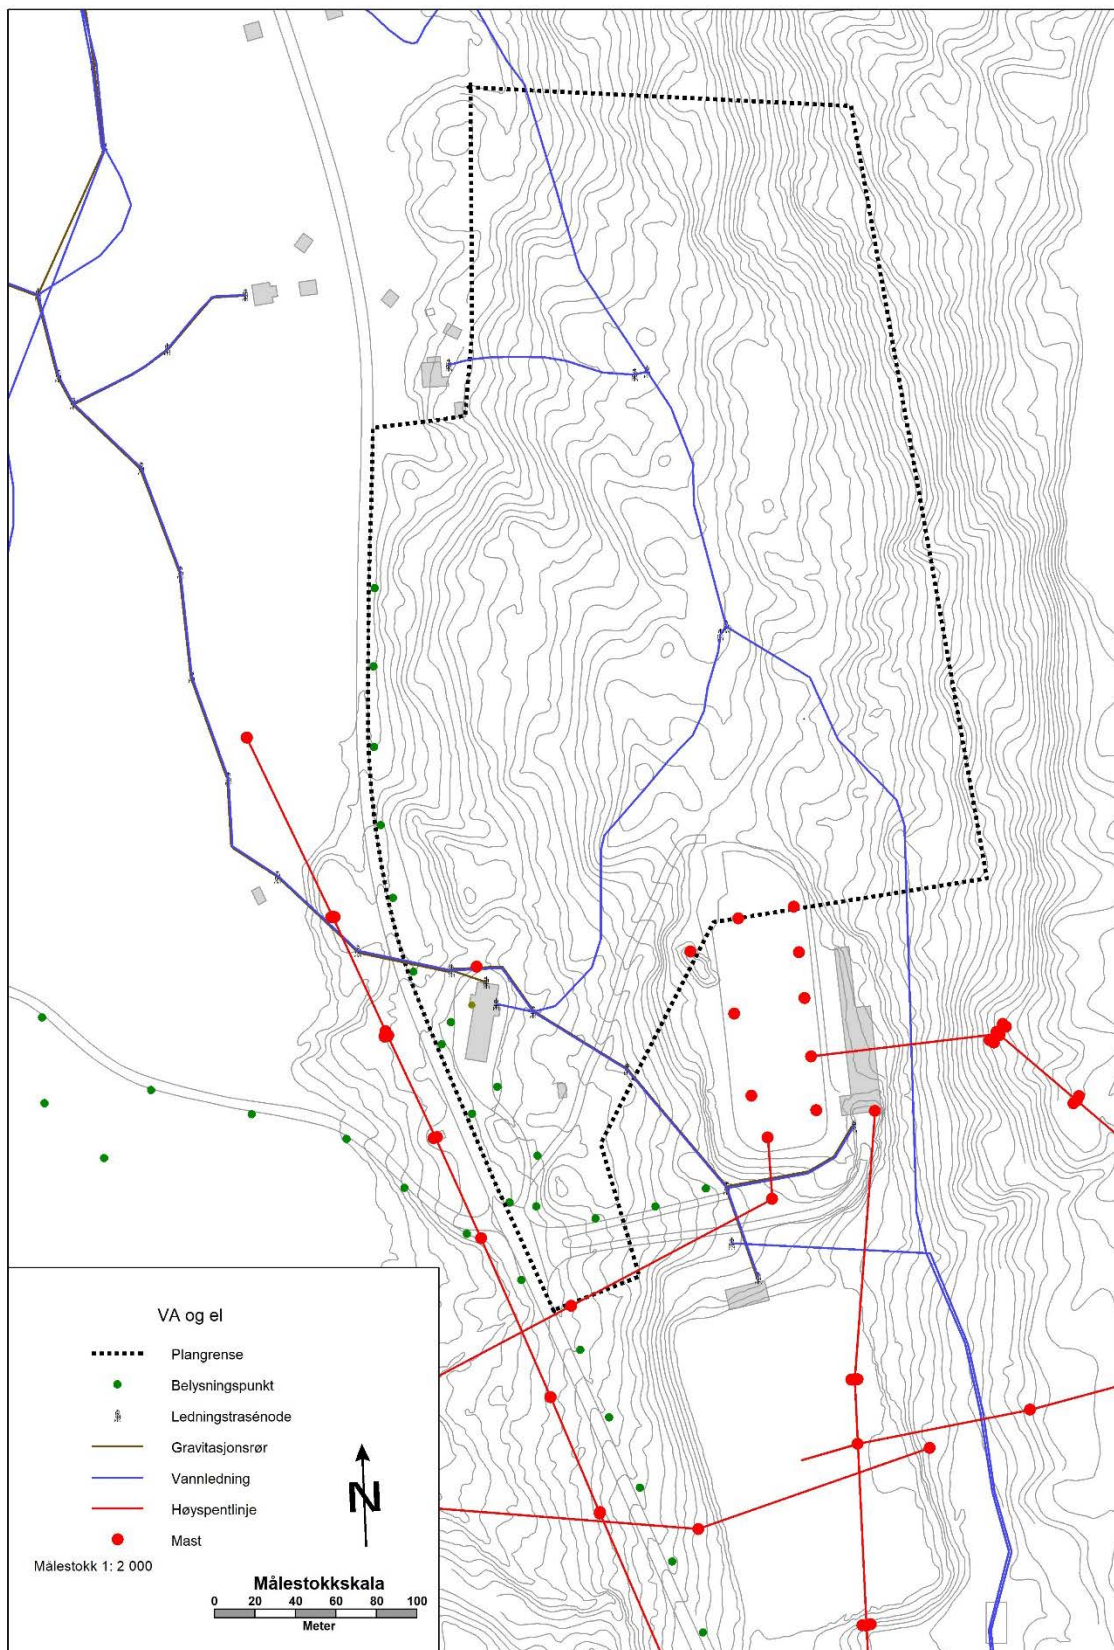 VA og el
Plangrense
Belysningspunkt
Ledningstrasénode
Gravitasjonsrør
Vannledning
Høyspentlinje
Mast
N
Målestokk 1: 2 000
Målestokkskala
0 20 40 60 80 100
Meter